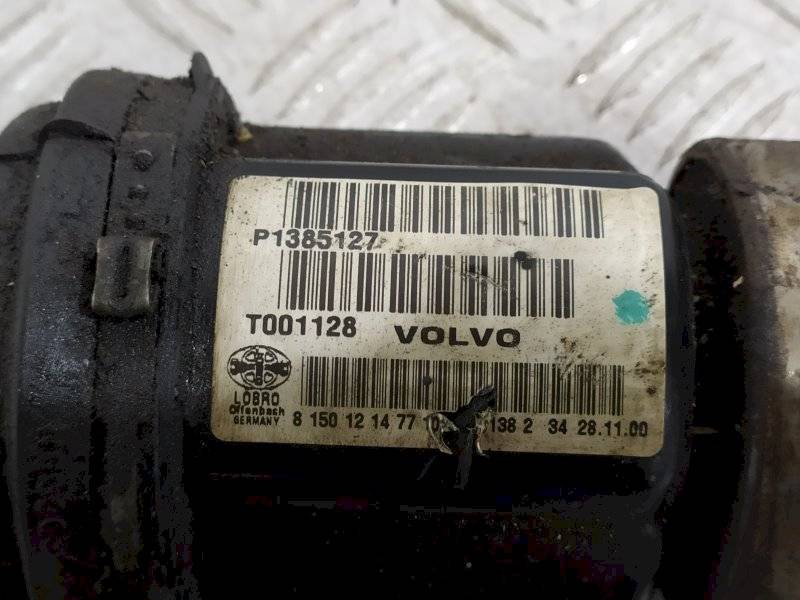 P1385127
T001128 VOLVO
LÖBRO
Offenbach
GERMANY
8 150 12 14 77 138 2 34 28.11.00